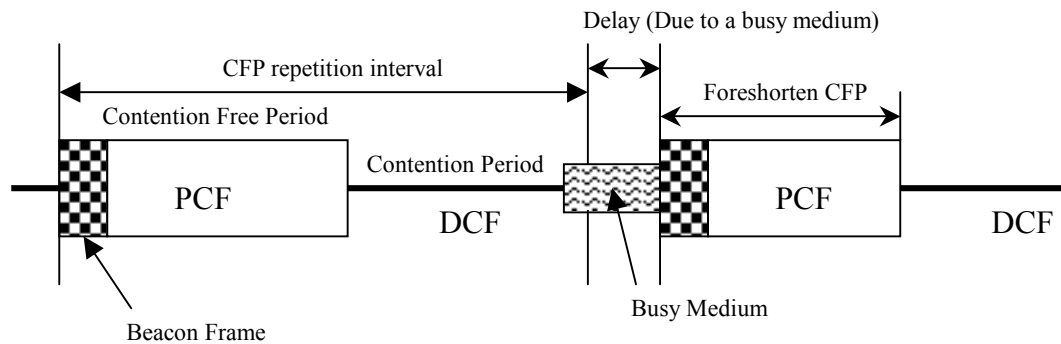 Delay (Due to a busy medium)
CFP repetition interval
Foreshorten CFP
Contention Free Period
Contention Period
PCF
DCF
PCF
DCF
Busy Medium
Beacon Frame